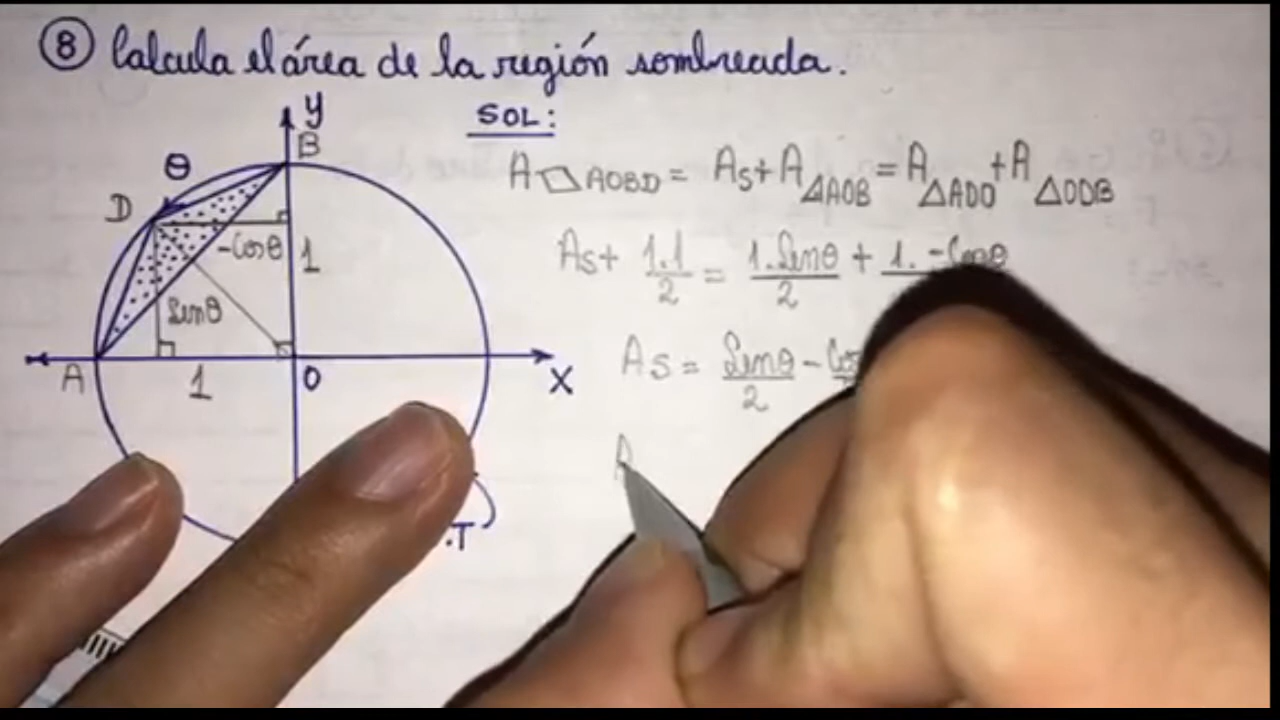 ⑧ Calcula el área de la región sombreada.
SOL:
y
B
θ
D
-Cosθ
1
Senθ
A
1
O
X
.T
A▱AOBD = As + A△AOB = A△ADO + A△ODB
As + 1.1/2 = 1.Senθ/2 + 1.-Cosθ
As = Senθ/2 -
A